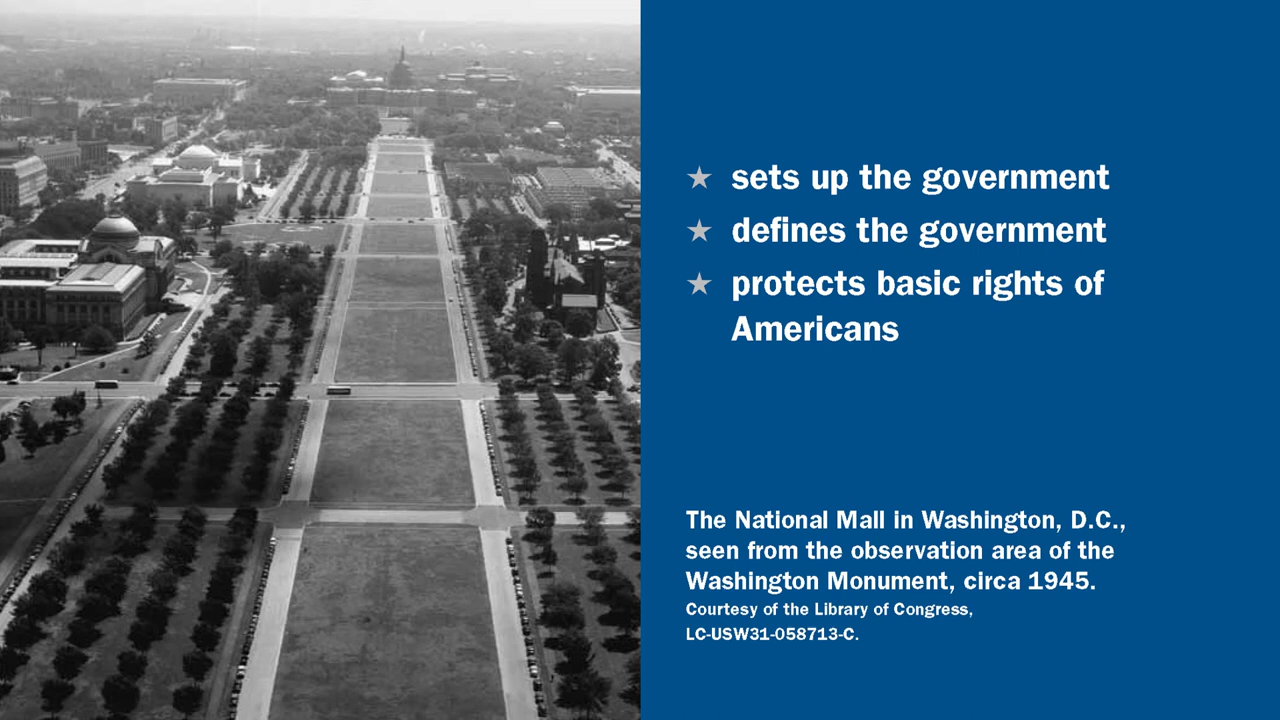 ★ sets up the government
★ defines the government
★ protects basic rights of
Americans
The National Mall in Washington, D.C.,
seen from the observation area of the
Washington Monument, circa 1945.
Courtesy of the Library of Congress,
LC-USW31-058713-C.